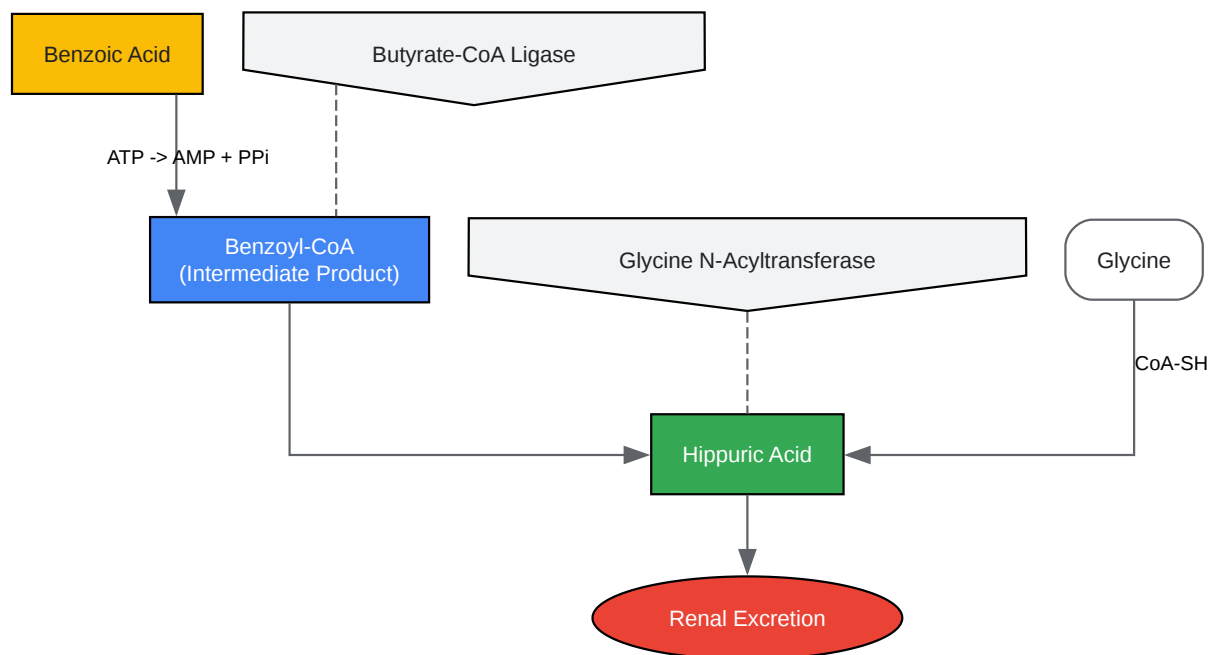 Benzoic Acid
Butyrate-CoA Ligase
ATP -> AMP + PPi
Benzoyl-CoA
(Intermediate Product)
Glycine N-Acyltransferase
Glycine
CoA-SH
Hippuric Acid
Renal Excretion